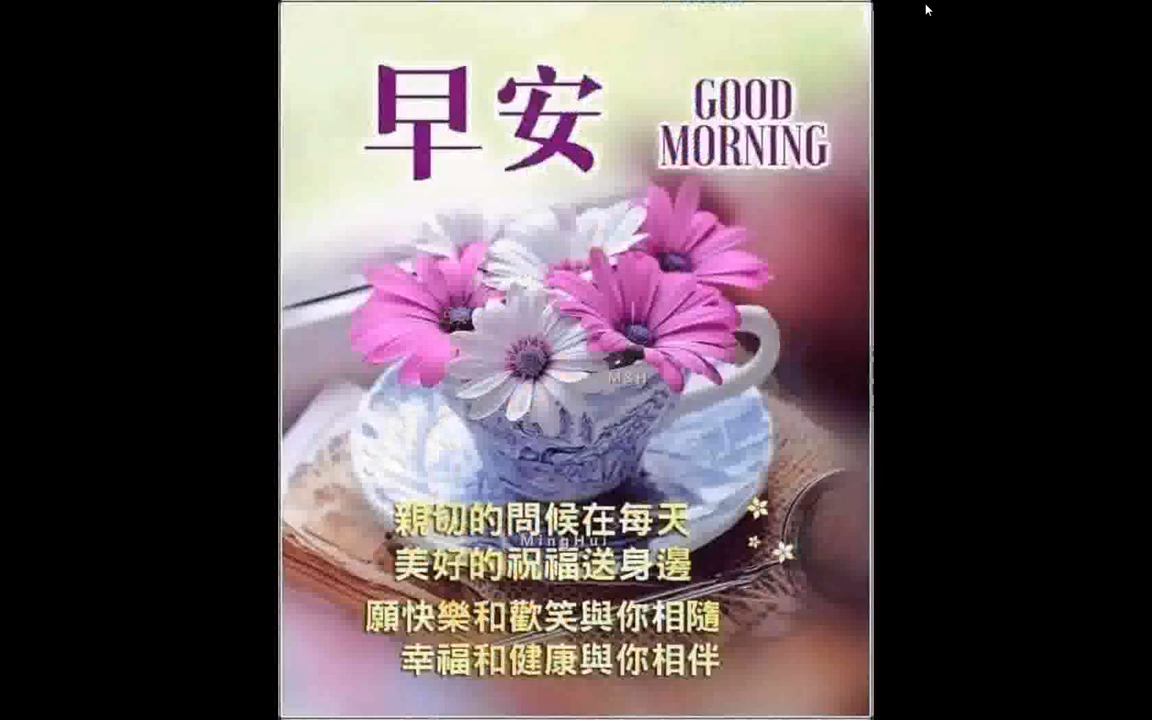 早安
GOOD
MORNING
M&H
親切的問候在每天
MingHui
美好的祝福送身邊
願快樂和歡笑與你相隨
幸福和健康與你相伴